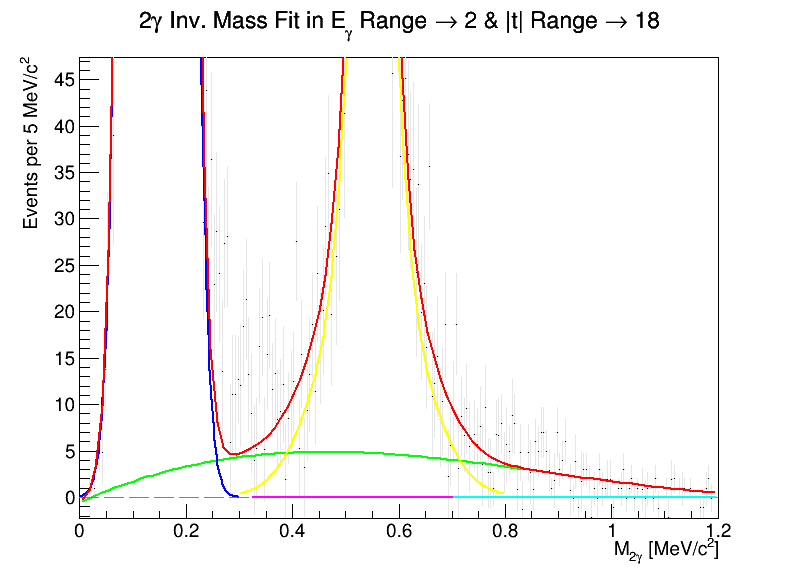 2γ Inv. Mass Fit in Eγ Range → 2 & |t| Range → 18
Events per 5 MeV/c²
45
40
35
30
25
20
15
10
5
0
0 0.2 0.4 0.6 0.8 1 1.2
M2γ [MeV/c²]